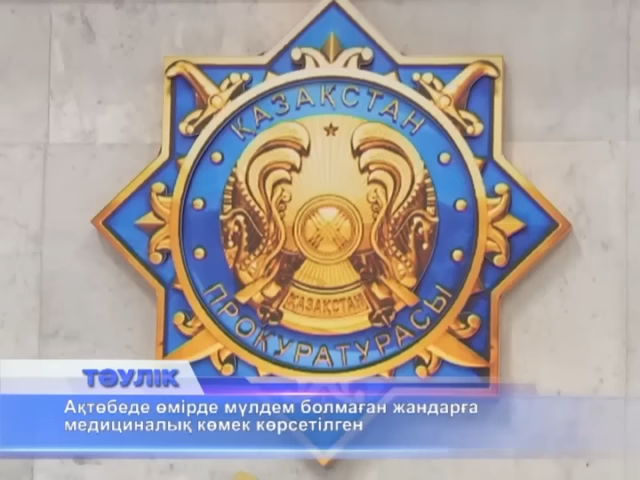 ҚАЗАҚСТАН
ҚАЗАҚСТАН
ПРОКУРАТУРАСЫ
ТӘУЛІК
Ақтөбеде өмірде мүлдем болмаған жандарға
медициналық көмек көрсетілген